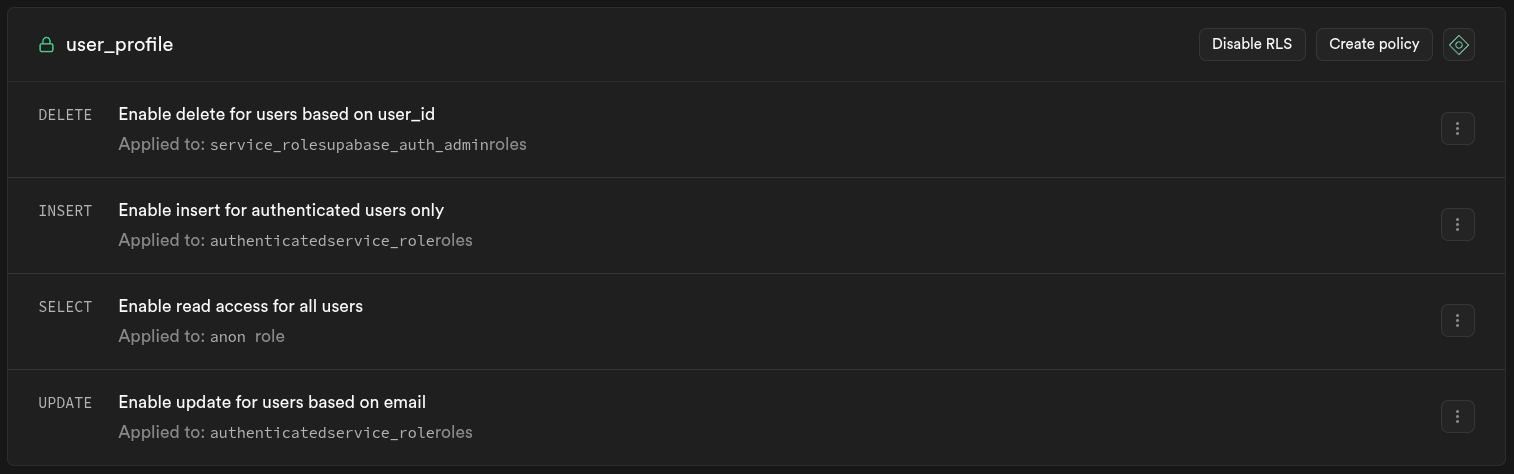 user_profile
Disable RLS
Create policy
DELETE
Enable delete for users based on user_id
Applied to: service_rolesupabase_auth_adminroles
INSERT
Enable insert for authenticated users only
Applied to: authenticatedservice_roleroles
SELECT
Enable read access for all users
Applied to: anon role
UPDATE
Enable update for users based on email
Applied to: authenticatedservice_roleroles